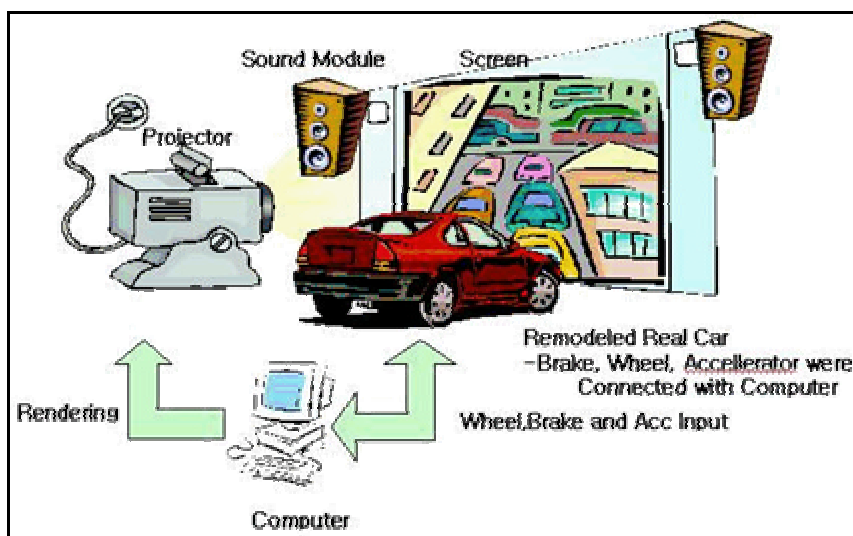 Sound Module
Screen
Projector
Remodeled Real Car
-Brake, Wheel, Accellerator were
Connected with Computer
Rendering
Wheel,Brake and Acc Input
Computer